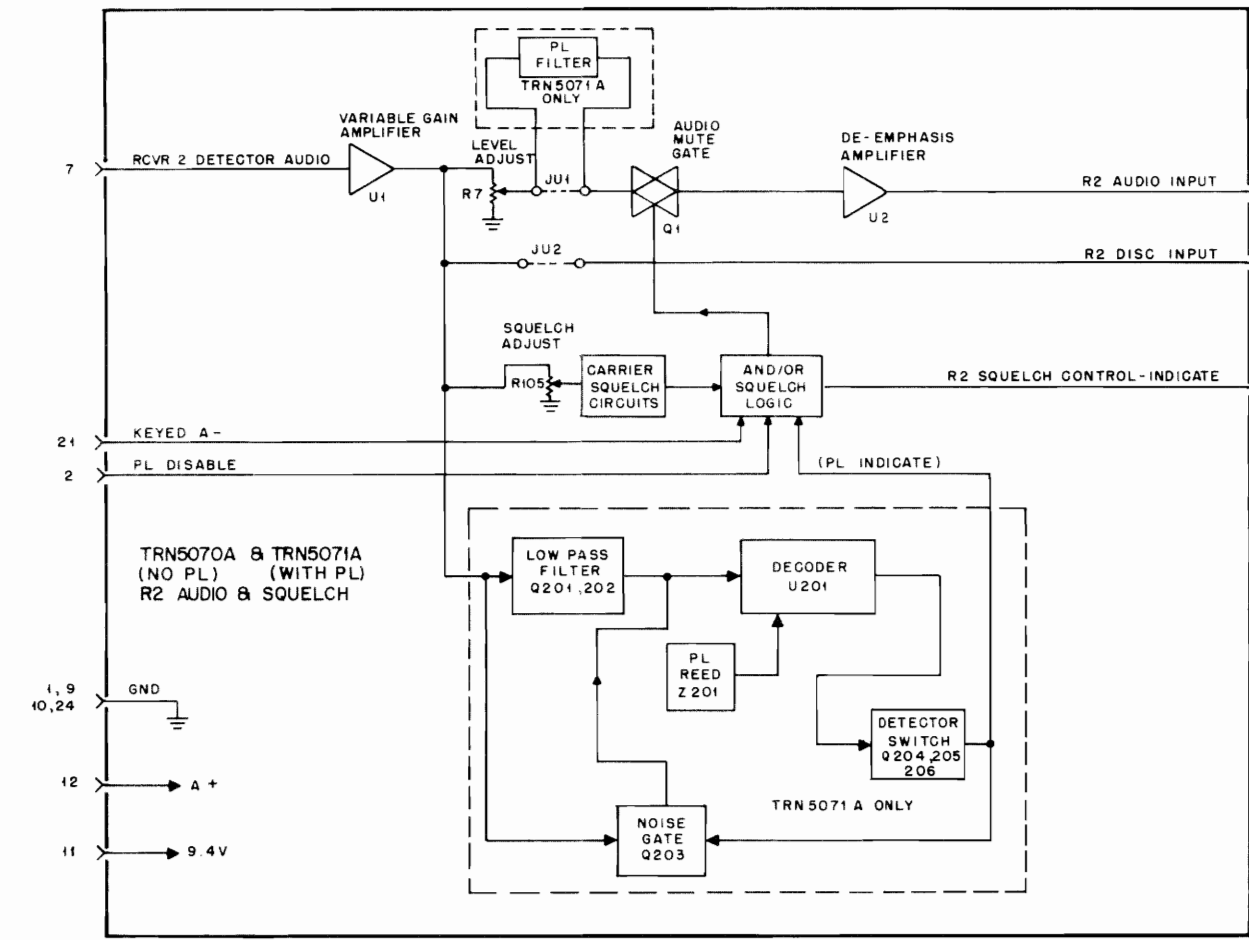 PL
FILTER
TRN5071A
ONLY
VARIABLE GAIN
AMPLIFIER
LEVEL
ADJUST
AUDIO
MUTE
GATE
DE-EMPHASIS
AMPLIFIER
7
RCVR 2 DETECTOR AUDIO
U1
R7
JU1
Q1
U2
R2 AUDIO INPUT
JU2
R2 DISC INPUT
SQUELCH
ADJUST
R105
CARRIER
SQUELCH
CIRCUITS
AND/OR
SQUELCH
LOGIC
R2 SQUELCH CONTROL-INDICATE
21
KEYED A-
2
PL DISABLE
(PL INDICATE)
TRN5070A & TRN5071A
(NO PL) (WITH PL)
R2 AUDIO & SQUELCH
LOW PASS
FILTER
Q201,202
DECODER
U201
PL
REED
Z201
DETECTOR
SWITCH
Q204,205
206
1,9
10,24
GND
12
A+
TRN5071A ONLY
NOISE
GATE
Q203
11
9.4V